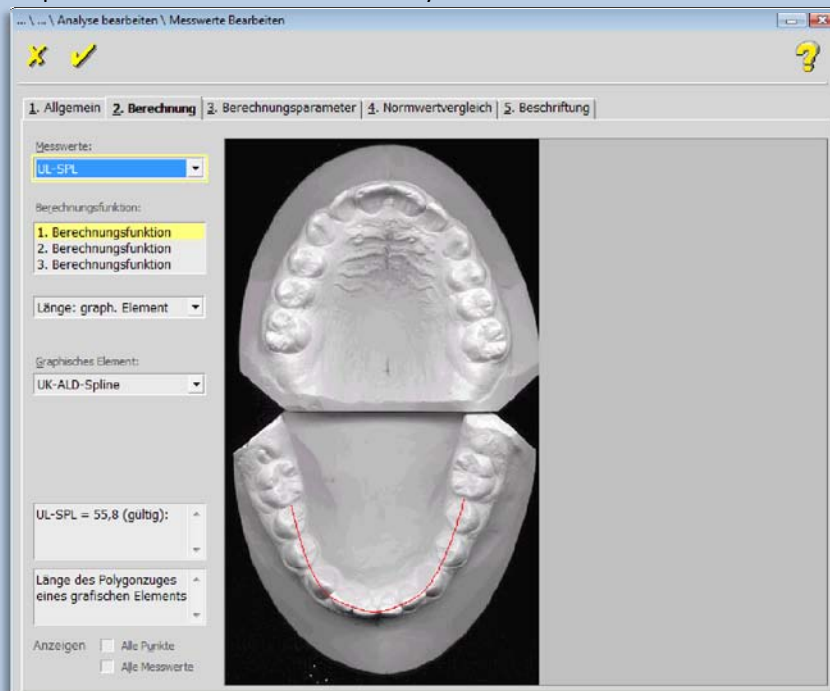 ... \ ... \ Analyse bearbeiten \ Messwerte Bearbeiten
1. Allgemein 2. Berechnung 3. Berechnungsparameter 4. Normwertvergleich 5. Beschriftung
Messwerte:
UL-SPL
Berechnungsfunktion:
1. Berechnungsfunktion
2. Berechnungsfunktion
3. Berechnungsfunktion
Länge: graph. Element
Graphisches Element:
UK-ALD-Spline
UL-SPL = 55,8 (gültig):
Länge des Polygonzuges
eines grafischen Elements
Anzeigen Alle Punkte
Alle Messwerte